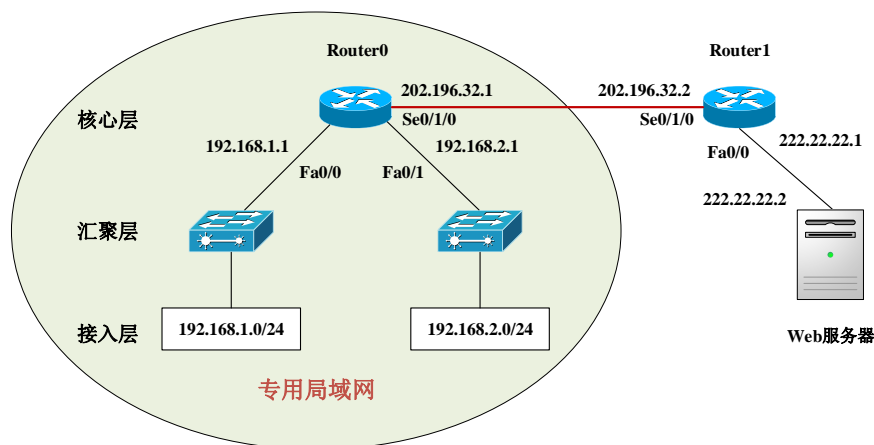 Router0
Router1
202.196.32.1
202.196.32.2
核心层
Se0/1/0
Se0/1/0
192.168.1.1
192.168.2.1
222.22.22.1
Fa0/0
Fa0/1
Fa0/0
222.22.22.2
汇聚层
接入层
192.168.1.0/24
192.168.2.0/24
Web服务器
专用局域网